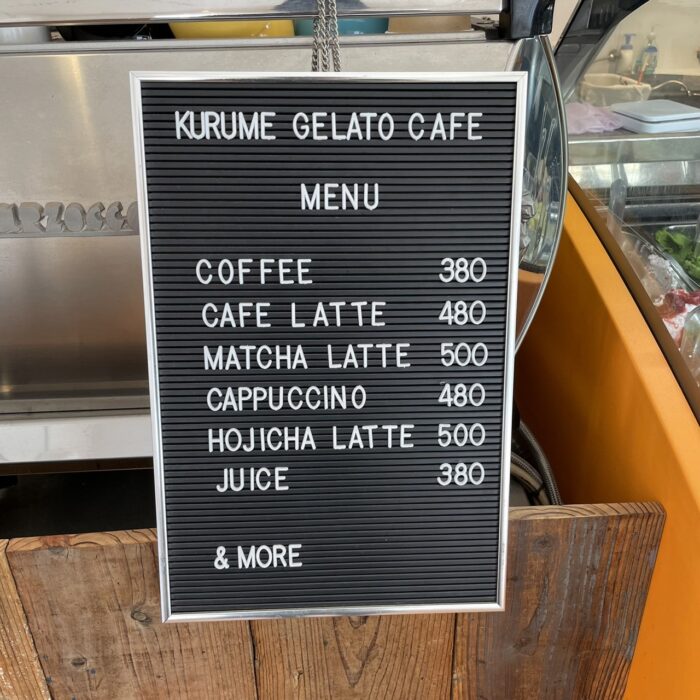 KURUME GELATO CAFE
MENU
COFFEE 380
CAFE LATTE 480
MATCHA LATTE 500
CAPPUCCINO 480
HOJICHA LATTE 500
JUICE 380
& MORE